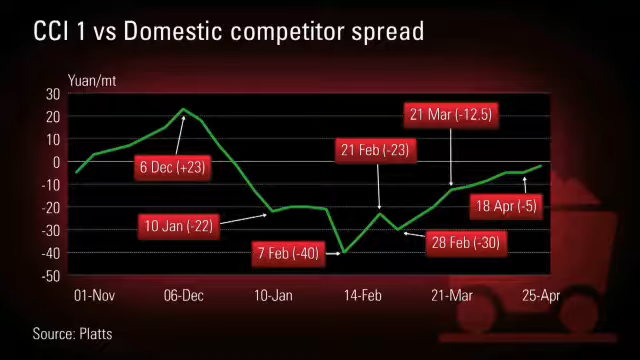 CCI 1 vs Domestic competitor spread
Yuan/mt
30
20
10
0
-10
-20
-30
-40
-50
6 Dec (+23)
10 Jan (-22)
7 Feb (-40)
21 Feb (-23)
28 Feb (-30)
21 Mar (-12.5)
18 Apr (-5)
01-Nov 06-Dec 10-Jan 14-Feb 21-Mar 25-Apr
Source: Platts